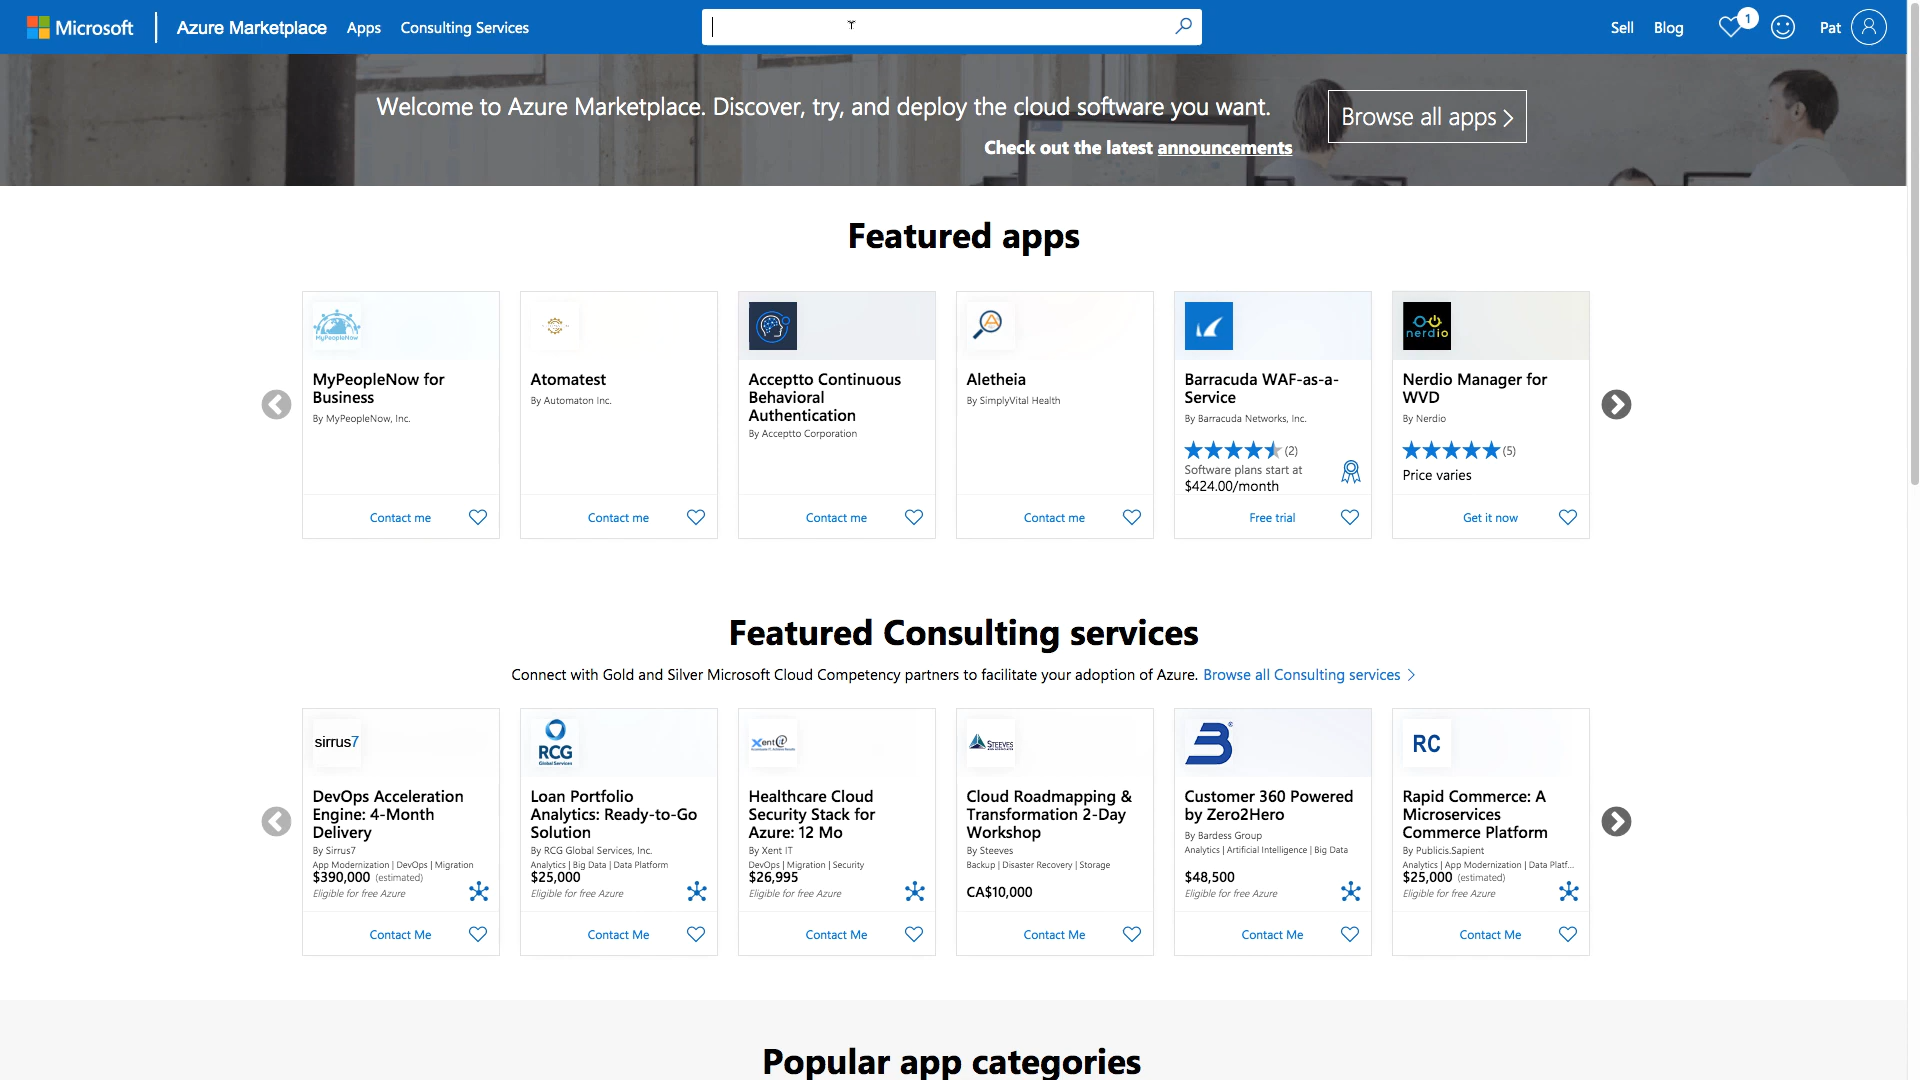 Microsoft
Azure Marketplace
Apps
Consulting Services
Sell
Blog
1
Pat
Welcome to Azure Marketplace. Discover, try, and deploy the cloud software you want.
Check out the latest announcements
Browse all apps
Featured apps
MyPeopleNow
MyPeopleNow for
Business
By MyPeopleNow, Inc.
Contact me
Atomatest
By Automaton Inc.
Contact me
Acceptto Continuous
Behavioral
Authentication
By Acceptto Corporation
Contact me
Aletheia
By SimplyVital Health
Contact me
Barracuda WAF-as-a-
Service
By Barracuda Networks, Inc.
(2)
Software plans start at
$424.00/month
Free trial
nerdio
Nerdio Manager for
WVD
By Nerdio
(5)
Price varies
Get it now
Featured Consulting services
Connect with Gold and Silver Microsoft Cloud Competency partners to facilitate your adoption of Azure. Browse all Consulting services
sirrus7
DevOps Acceleration
Engine: 4-Month
Delivery
By Sirrus7
App Modernization | DevOps | Migration
$390,000 (estimated)
Eligible for free Azure
Contact Me
RCG
Global Services
Loan Portfolio
Analytics: Ready-to-Go
Solution
By RCG Global Services, Inc.
Analytics | Big Data | Data Platform
$25,000
Eligible for free Azure
Contact Me
Xent it
Healthcare Cloud
Security Stack for
Azure: 12 Mo
By Xent IT
DevOps | Migration | Security
$26,995
Eligible for free Azure
Contact Me
STEEVES
Cloud Roadmapping &
Transformation 2-Day
Workshop
By Steeves
Backup | Disaster Recovery | Storage
CA$10,000
Contact Me
Customer 360 Powered
by Zero2Hero
By Bardess Group
Analytics | Artificial Intelligence | Big Data
$48,500
Eligible for free Azure
Contact Me
RC
Rapid Commerce: A
Microservices
Commerce Platform
By Publicis.Sapient
Analytics | App Modernization | Data Platf...
$25,000 (estimated)
Eligible for free Azure
Contact Me
Popular app categories